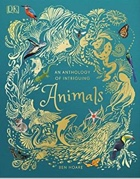 DK
AN ANTHOLOGY OF INTRIGUING
Animals
BEN HOARE